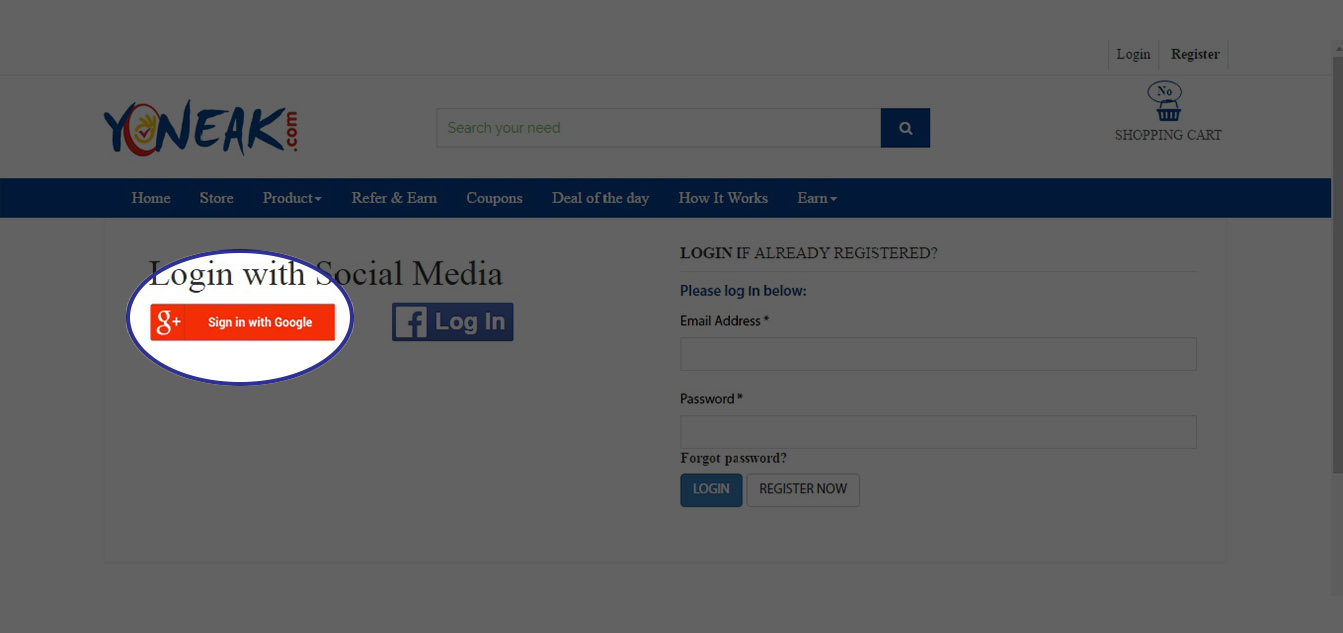 Login Register
YONEAK.com
Search your need
No
SHOPPING CART
Home Store Product Refer & Earn Coupons Deal of the day How It Works Earn
Login with Social Media
g+ Sign in with Google
f Log In
LOGIN IF ALREADY REGISTERED?
Please log in below:
Email Address *
Password *
Forgot password?
LOGIN REGISTER NOW